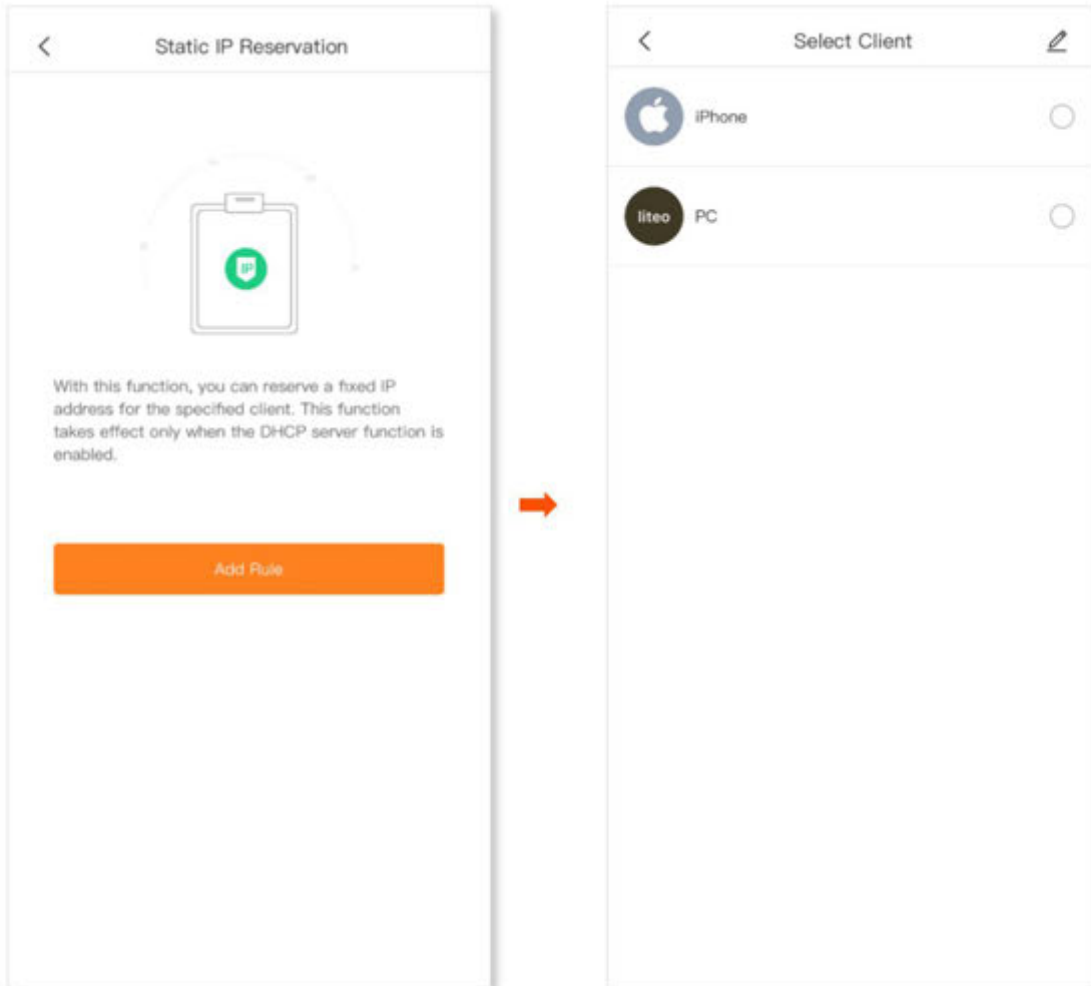 Static IP Reservation
IP
With this function, you can reserve a fixed IP
address for the specified client. This function
takes effect only when the DHCP server function is
enabled.
Add Rule
Select Client
iPhone
liteo
PC